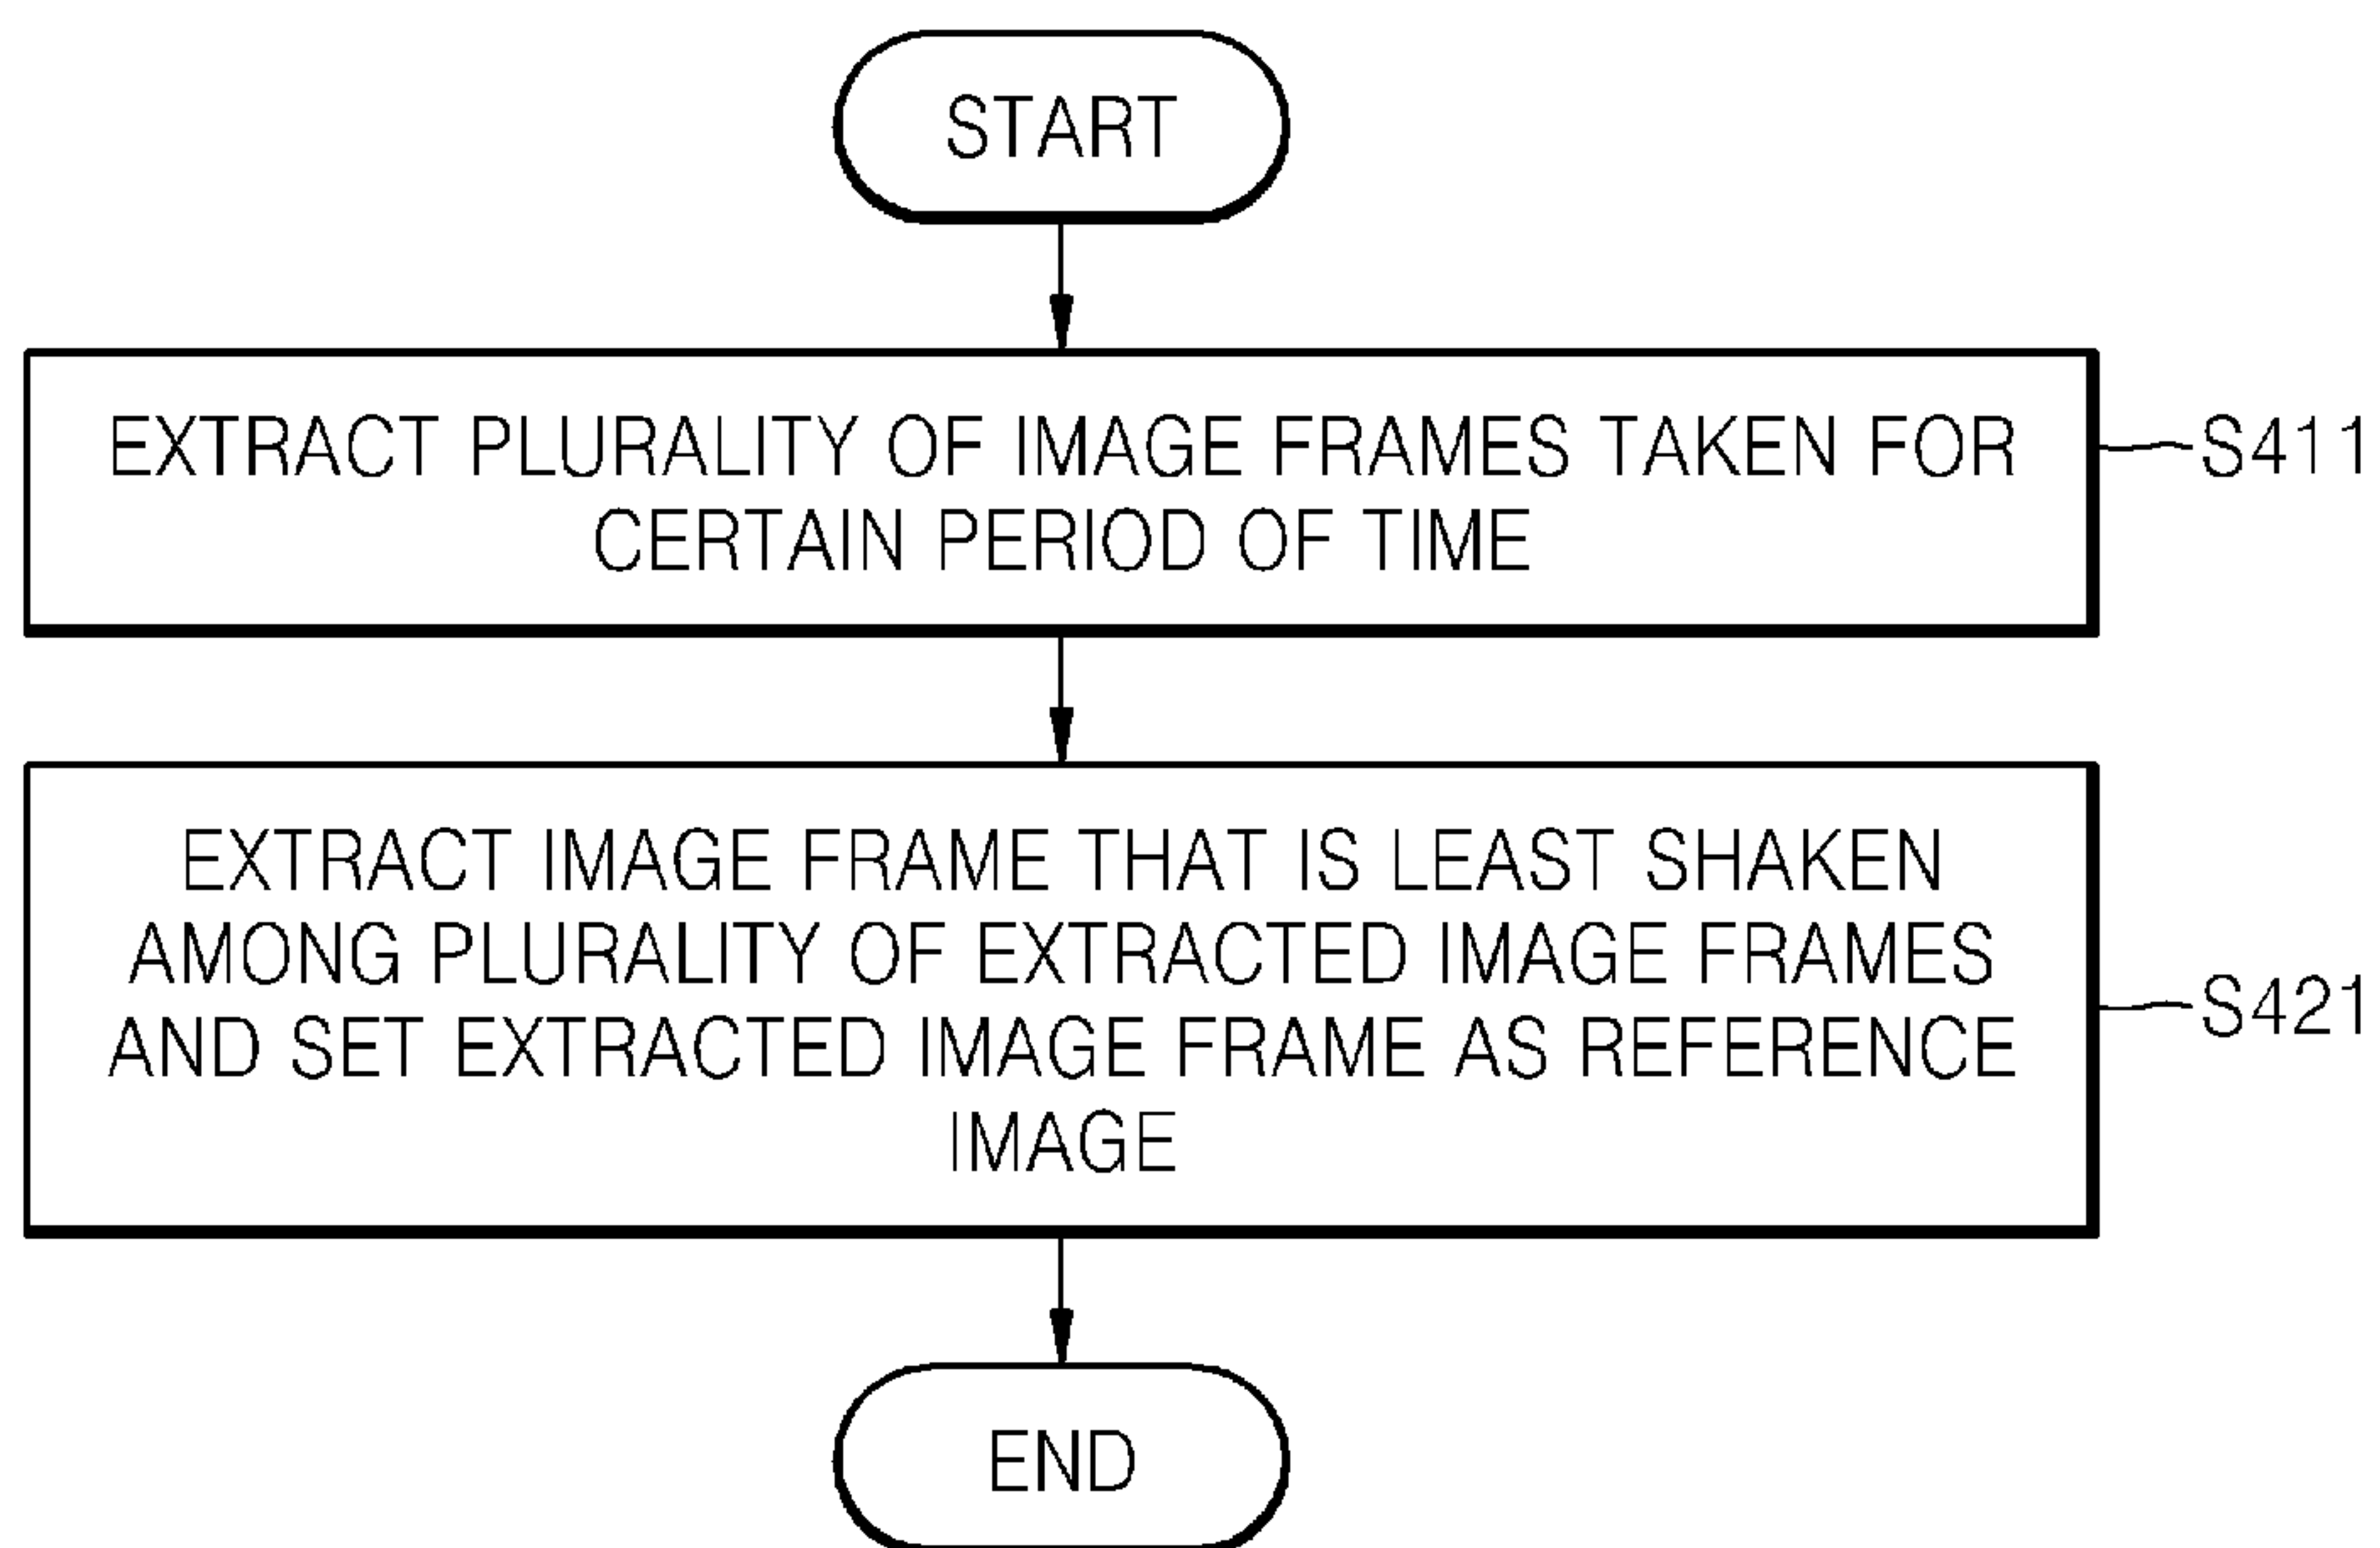 START
EXTRACT PLURALITY OF IMAGE FRAMES TAKEN FOR
CERTAIN PERIOD OF TIME
S411
EXTRACT IMAGE FRAME THAT IS LEAST SHAKEN
AMONG PLURALITY OF EXTRACTED IMAGE FRAMES
AND SET EXTRACTED IMAGE FRAME AS REFERENCE
IMAGE
S421
END